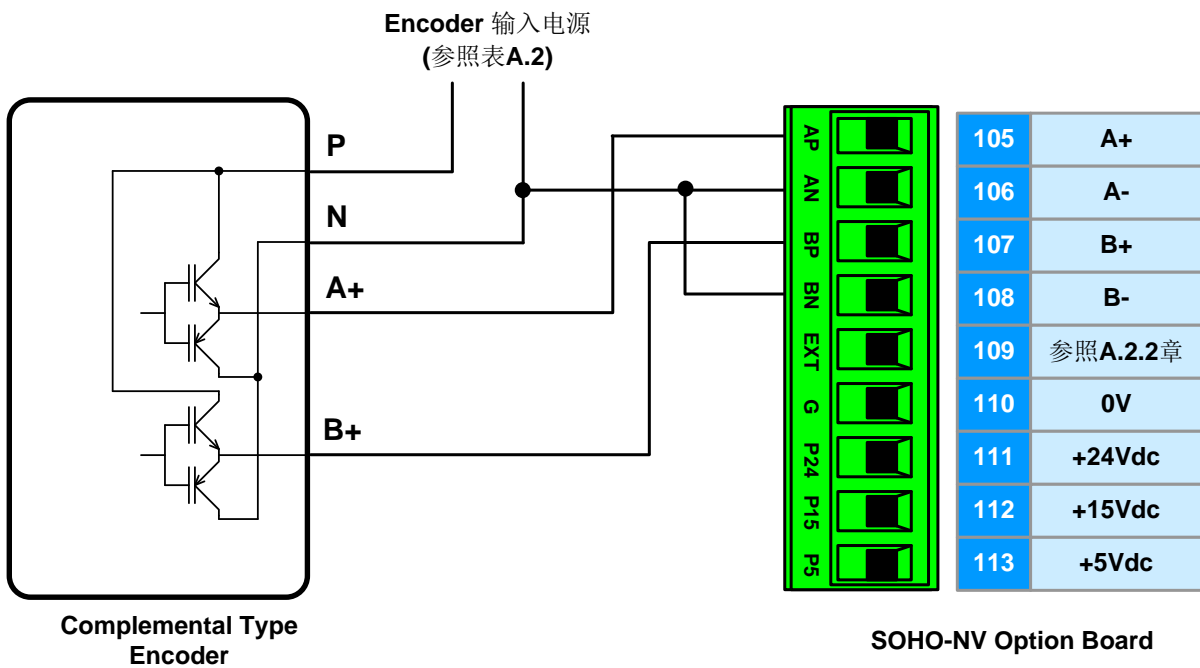 Encoder 输入电源
(参照表A.2)
P
N
A+
B+
Complemental Type
Encoder
AP
AN
BP
BN
EXT
G
P24
P15
P5
105 A+
106 A-
107 B+
108 B-
109 参照A.2.2章
110 0V
111 +24Vdc
112 +15Vdc
113 +5Vdc
SOHO-NV Option Board